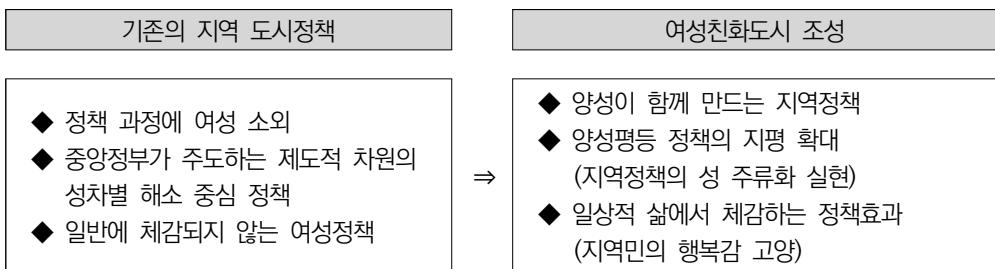 기존의 지역 도시정책
여성친화도시 조성
◆ 정책 과정에 여성 소외
◆ 중앙정부가 주도하는 제도적 차원의
성차별 해소 중심 정책
◆ 일반에 체감되지 않는 여성정책
⇒
◆ 양성이 함께 만드는 지역정책
◆ 양성평등 정책의 지평 확대
(지역정책의 성 주류화 실현)
◆ 일상적 삶에서 체감하는 정책효과
(지역민의 행복감 고양)